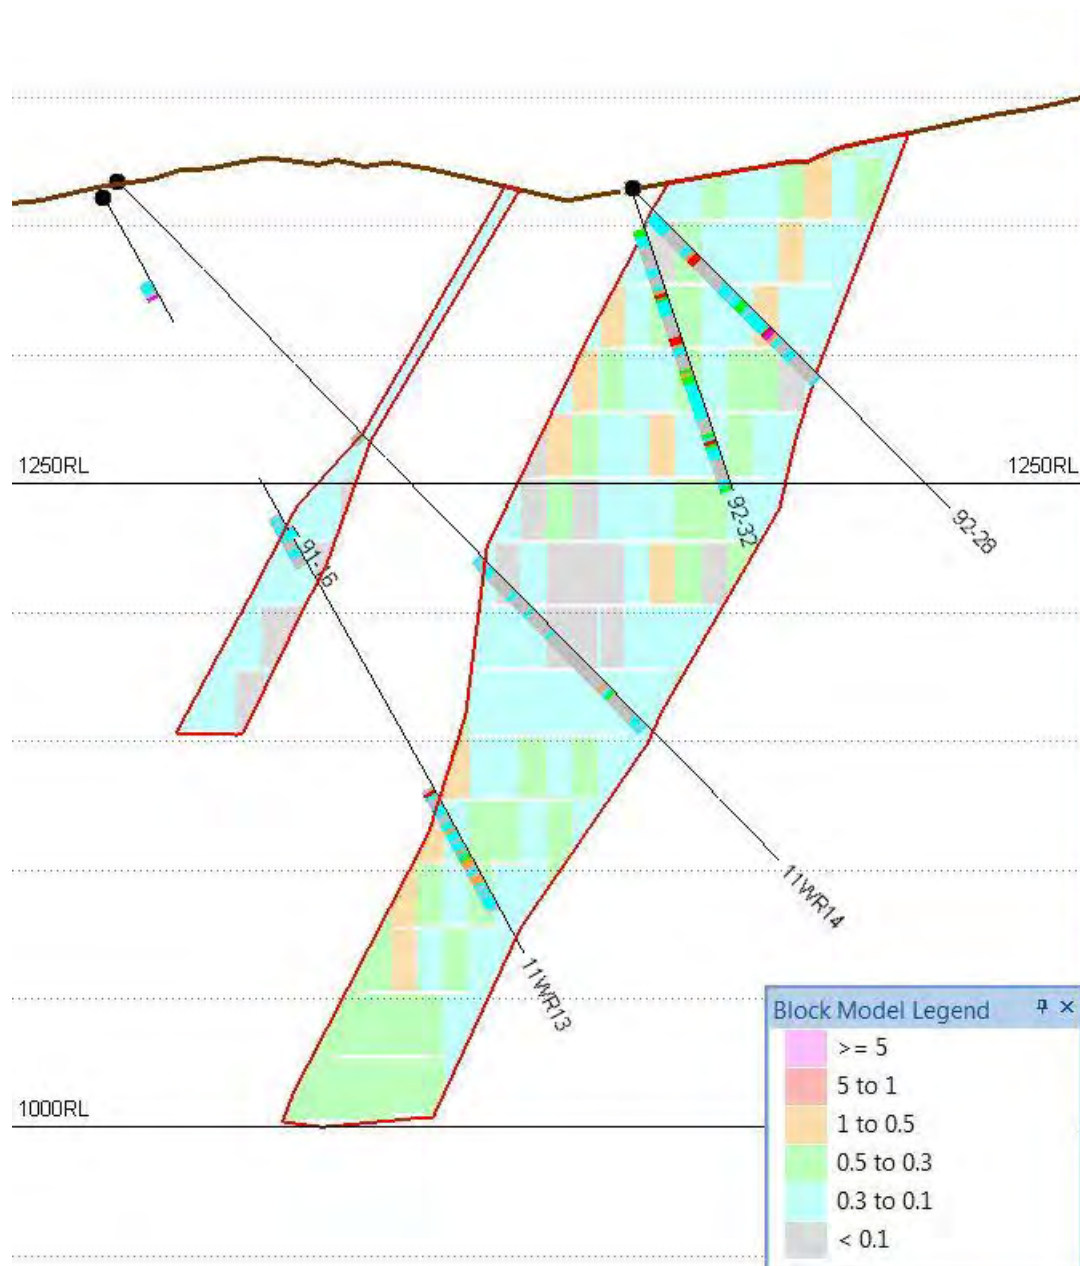 1250RL
1250RL
92-32
92-28
91-16
11WR14
11WR13
Block Model Legend
>= 5
5 to 1
1 to 0.5
0.5 to 0.3
0.3 to 0.1
< 0.1
1000RL